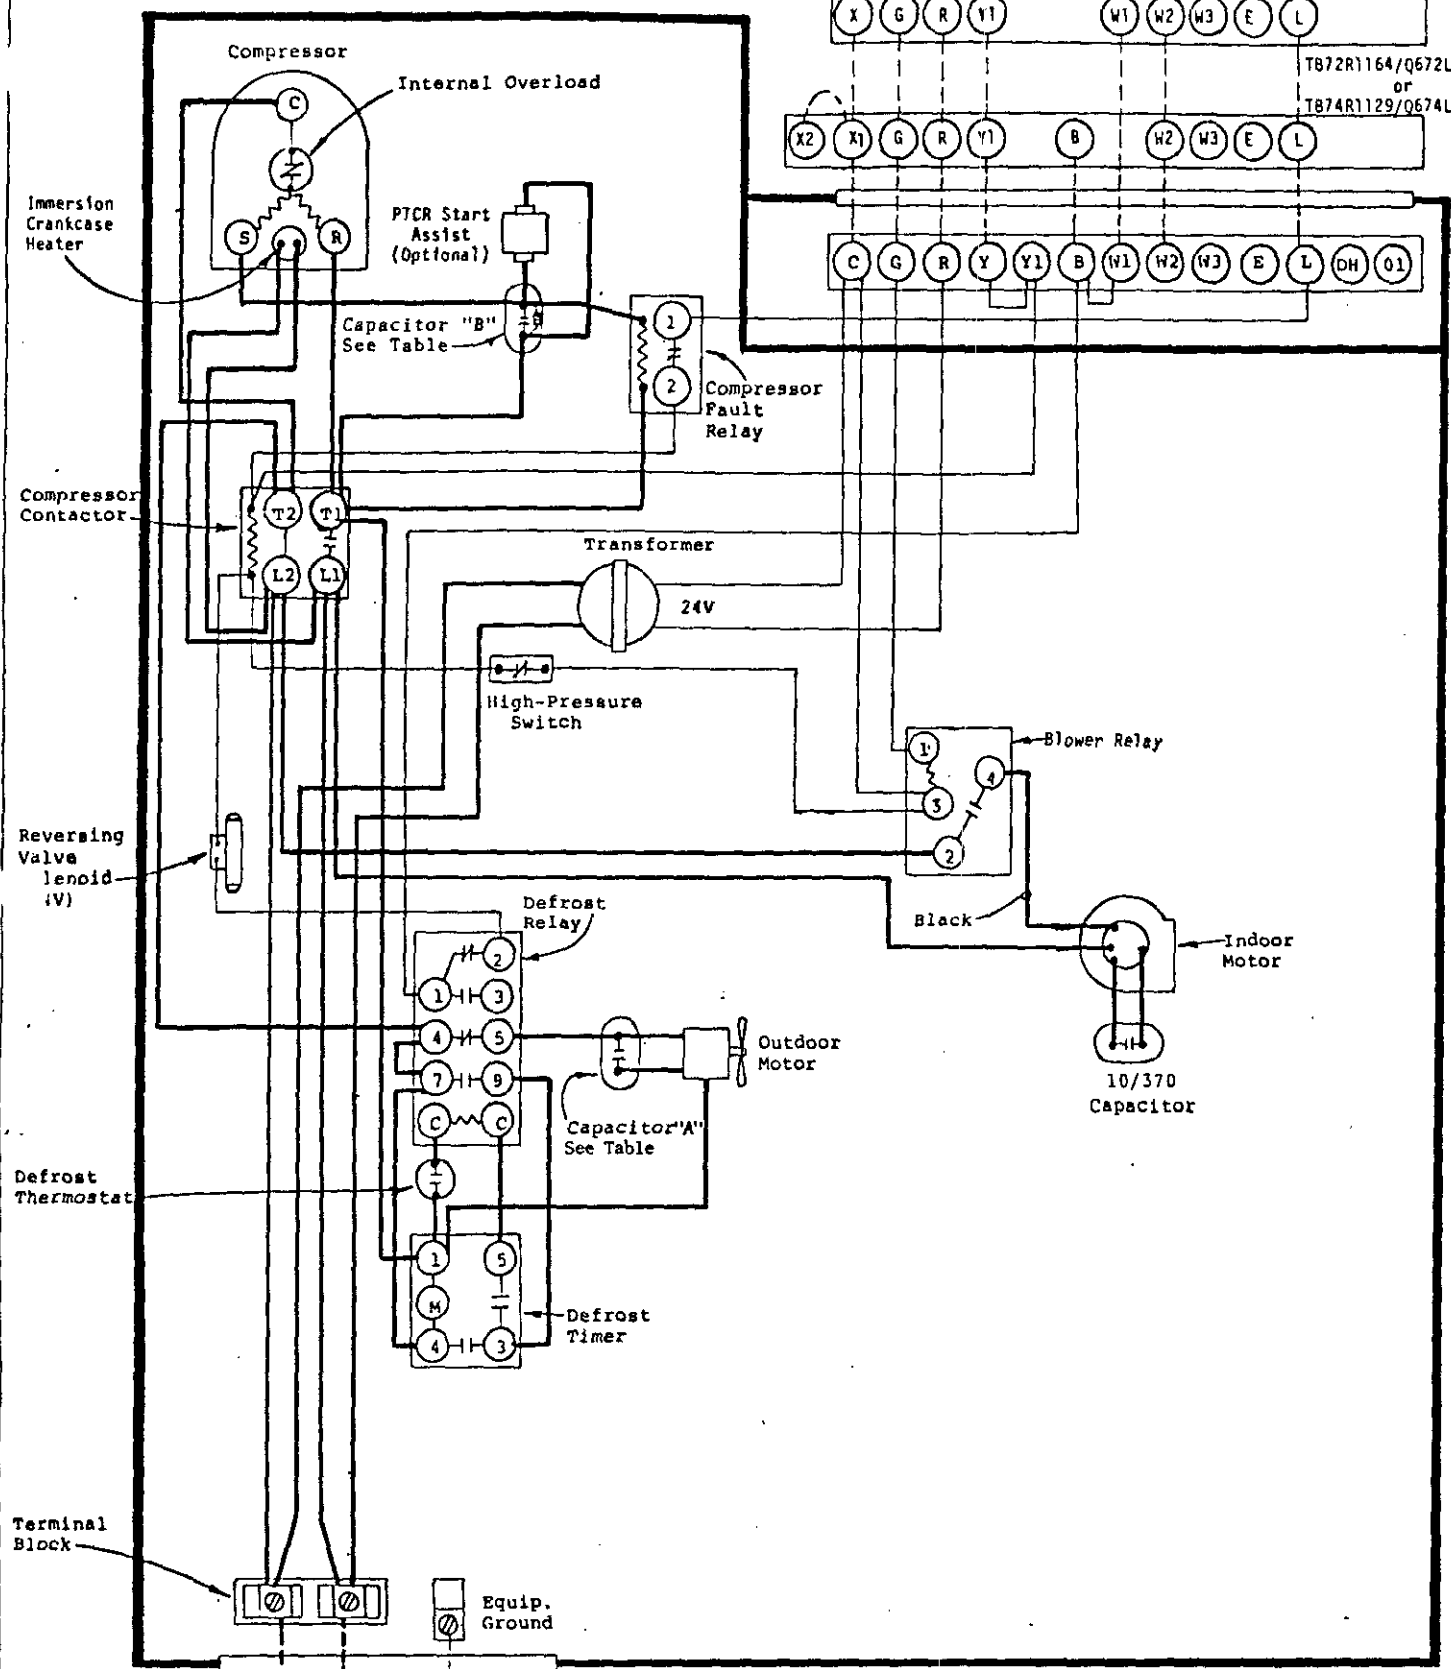 X G R Y1 W1 W2 W3 E L
TB72R1164/Q672L
or
TB74R1129/Q674L
X2 X1 G R Y1 B W2 W3 E L
C G R Y Y1 B W1 W2 W3 E L DH 01
Compressor
Internal Overload
C
S R
Immersion
Crankcase
Heater
PTCR Start
Assist
(Optional)
Capacitor "B"
See Table
1
2
Compressor
Fault
Relay
Compressor
Contactor
T2 T1
L2 L1
Transformer
24V
High-Pressure
Switch
Blower Relay
1
4
3
2
Reversing
Valve
lenoid
V)
Black
Indoor
Motor
10/370
Capacitor
Defrost
Relay
2
1 3
4 5
7 9
C C
Outdoor
Motor
Capacitor"A"
See Table
Defrost
Thermostat
1 5
M
4 3
Defrost
Timer
Terminal
Block
Equip.
Ground